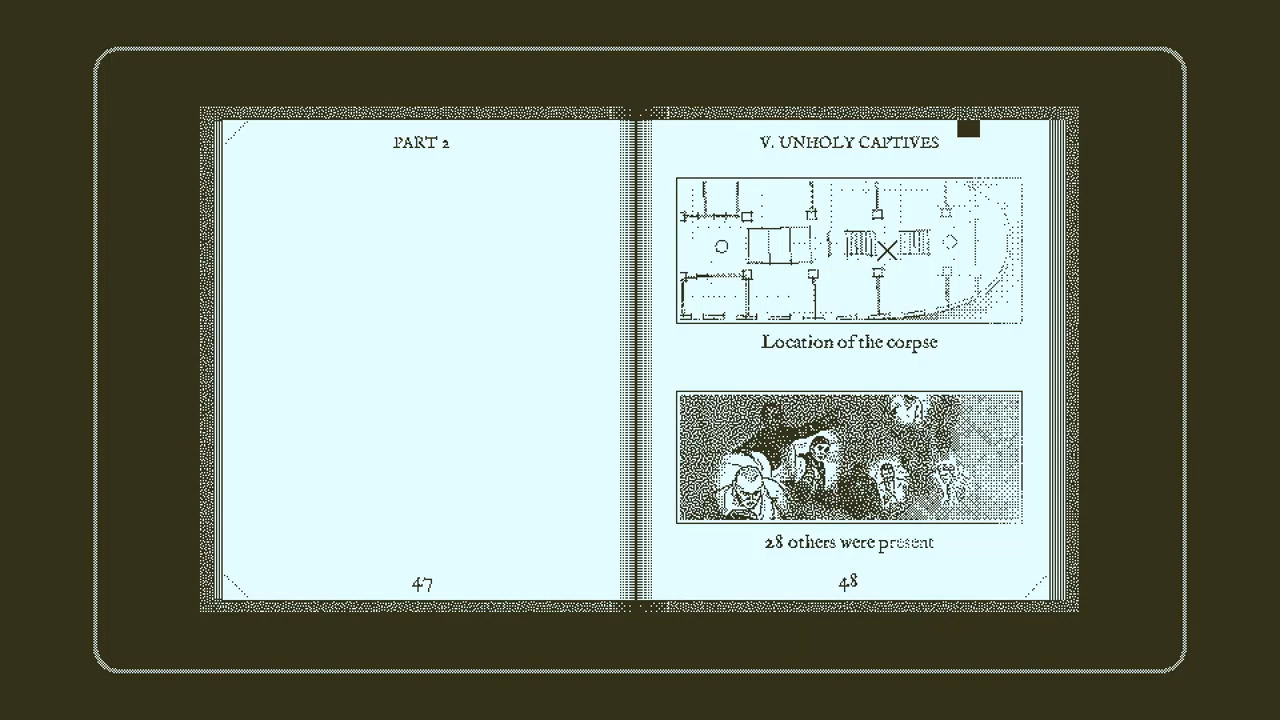 PART 2
47
V. UNHOLY CAPTIVES
Location of the corpse
28 others were present
48